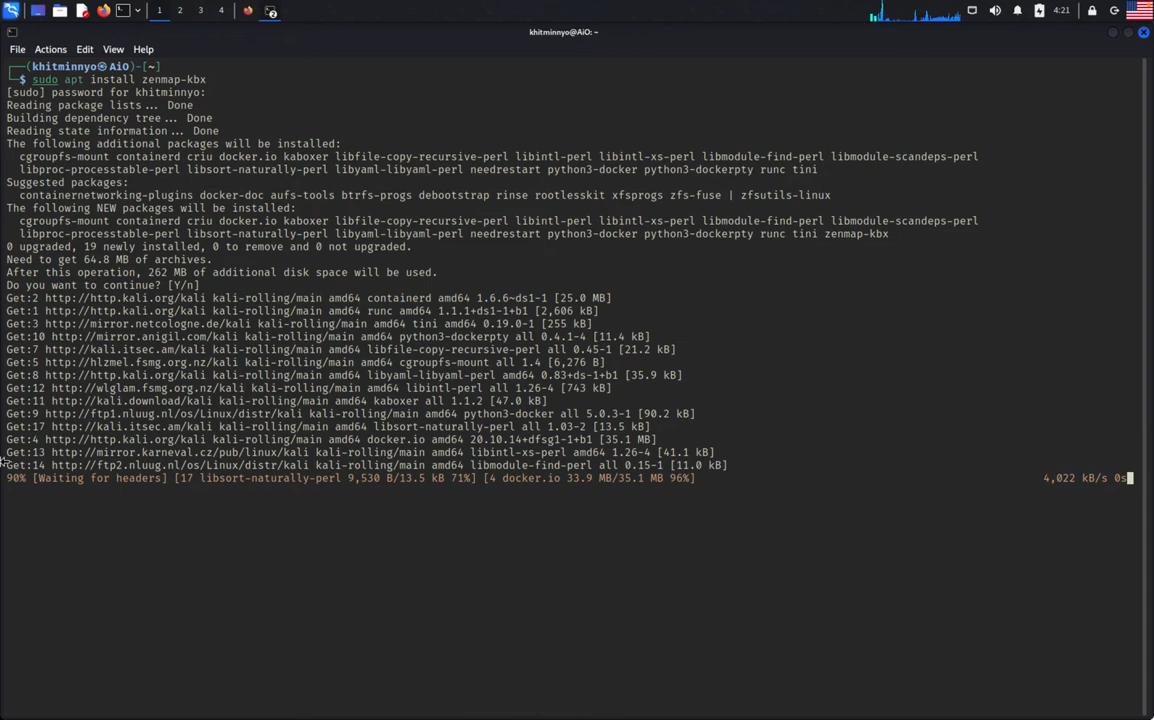 1 2 3 4 2 4:21
khitminnyo@AiO: ~
File Actions Edit View Help
┌──(khitminnyo㉿AiO)-[~]
└─$ sudo apt install zenmap-kbx
[sudo] password for khitminnyo:
Reading package lists... Done
Building dependency tree... Done
Reading state information... Done
The following additional packages will be installed:
cgroupfs-mount containerd criu docker.io kaboxer libfile-copy-recursive-perl libintl-perl libintl-xs-perl libmodule-find-perl libmodule-scandeps-perl
libproc-processtable-perl libsort-naturally-perl libyaml-libyaml-perl needrestart python3-docker python3-dockerpty runc tini
Suggested packages:
containernetworking-plugins docker-doc aufs-tools btrfs-progs debootstrap rinse rootlesskit xfsprogs zfs-fuse | zfsutils-linux
The following NEW packages will be installed:
cgroupfs-mount containerd criu docker.io kaboxer libfile-copy-recursive-perl libintl-perl libintl-xs-perl libmodule-find-perl libmodule-scandeps-perl
libproc-processtable-perl libsort-naturally-perl libyaml-libyaml-perl needrestart python3-docker python3-dockerpty runc tini zenmap-kbx
0 upgraded, 19 newly installed, 0 to remove and 0 not upgraded.
Need to get 64.8 MB of archives.
After this operation, 262 MB of additional disk space will be used.
Do you want to continue? [Y/n]
Get:2 http://http.kali.org/kali kali-rolling/main amd64 containerd amd64 1.6.6~ds1-1 [25.0 MB]
Get:1 http://http.kali.org/kali kali-rolling/main amd64 runc amd64 1.1.1+ds1-1+b1 [2,606 kB]
Get:3 http://mirror.netcologne.de/kali kali-rolling/main amd64 tini amd64 0.19.0-1 [255 kB]
Get:10 http://mirror.anigil.com/kali kali-rolling/main amd64 python3-dockerpty all 0.4.1-4 [11.4 kB]
Get:7 http://kali.itsec.am/kali kali-rolling/main amd64 libfile-copy-recursive-perl all 0.45-1 [21.2 kB]
Get:5 http://hlzmel.fsmg.org.nz/kali kali-rolling/main amd64 cgroupfs-mount all 1.4 [6,276 B]
Get:8 http://http.kali.org/kali kali-rolling/main amd64 libyaml-libyaml-perl amd64 0.83+ds-1+b1 [35.9 kB]
Get:12 http://wlglam.fsmg.org.nz/kali kali-rolling/main amd64 libintl-perl all 1.26-4 [743 kB]
Get:11 http://kali.download/kali kali-rolling/main amd64 kaboxer all 1.1.2 [47.0 kB]
Get:9 http://ftp1.nluug.nl/os/Linux/distr/kali kali-rolling/main amd64 python3-docker all 5.0.3-1 [90.2 kB]
Get:17 http://kali.itsec.am/kali kali-rolling/main amd64 libsort-naturally-perl all 1.03-2 [13.5 kB]
Get:4 http://http.kali.org/kali kali-rolling/main amd64 docker.io amd64 20.10.14+dfsg1-1+b1 [35.1 MB]
Get:13 http://mirror.karneval.cz/pub/linux/kali kali-rolling/main amd64 libintl-xs-perl amd64 1.26-4 [41.1 kB]
Get:14 http://ftp2.nluug.nl/os/Linux/distr/kali kali-rolling/main amd64 libmodule-find-perl all 0.15-1 [11.0 kB]
90% [Waiting for headers] [17 libsort-naturally-perl 9,530 B/13.5 kB 71%] [4 docker.io 33.9 MB/35.1 MB 96%] 4,022 kB/s 0s